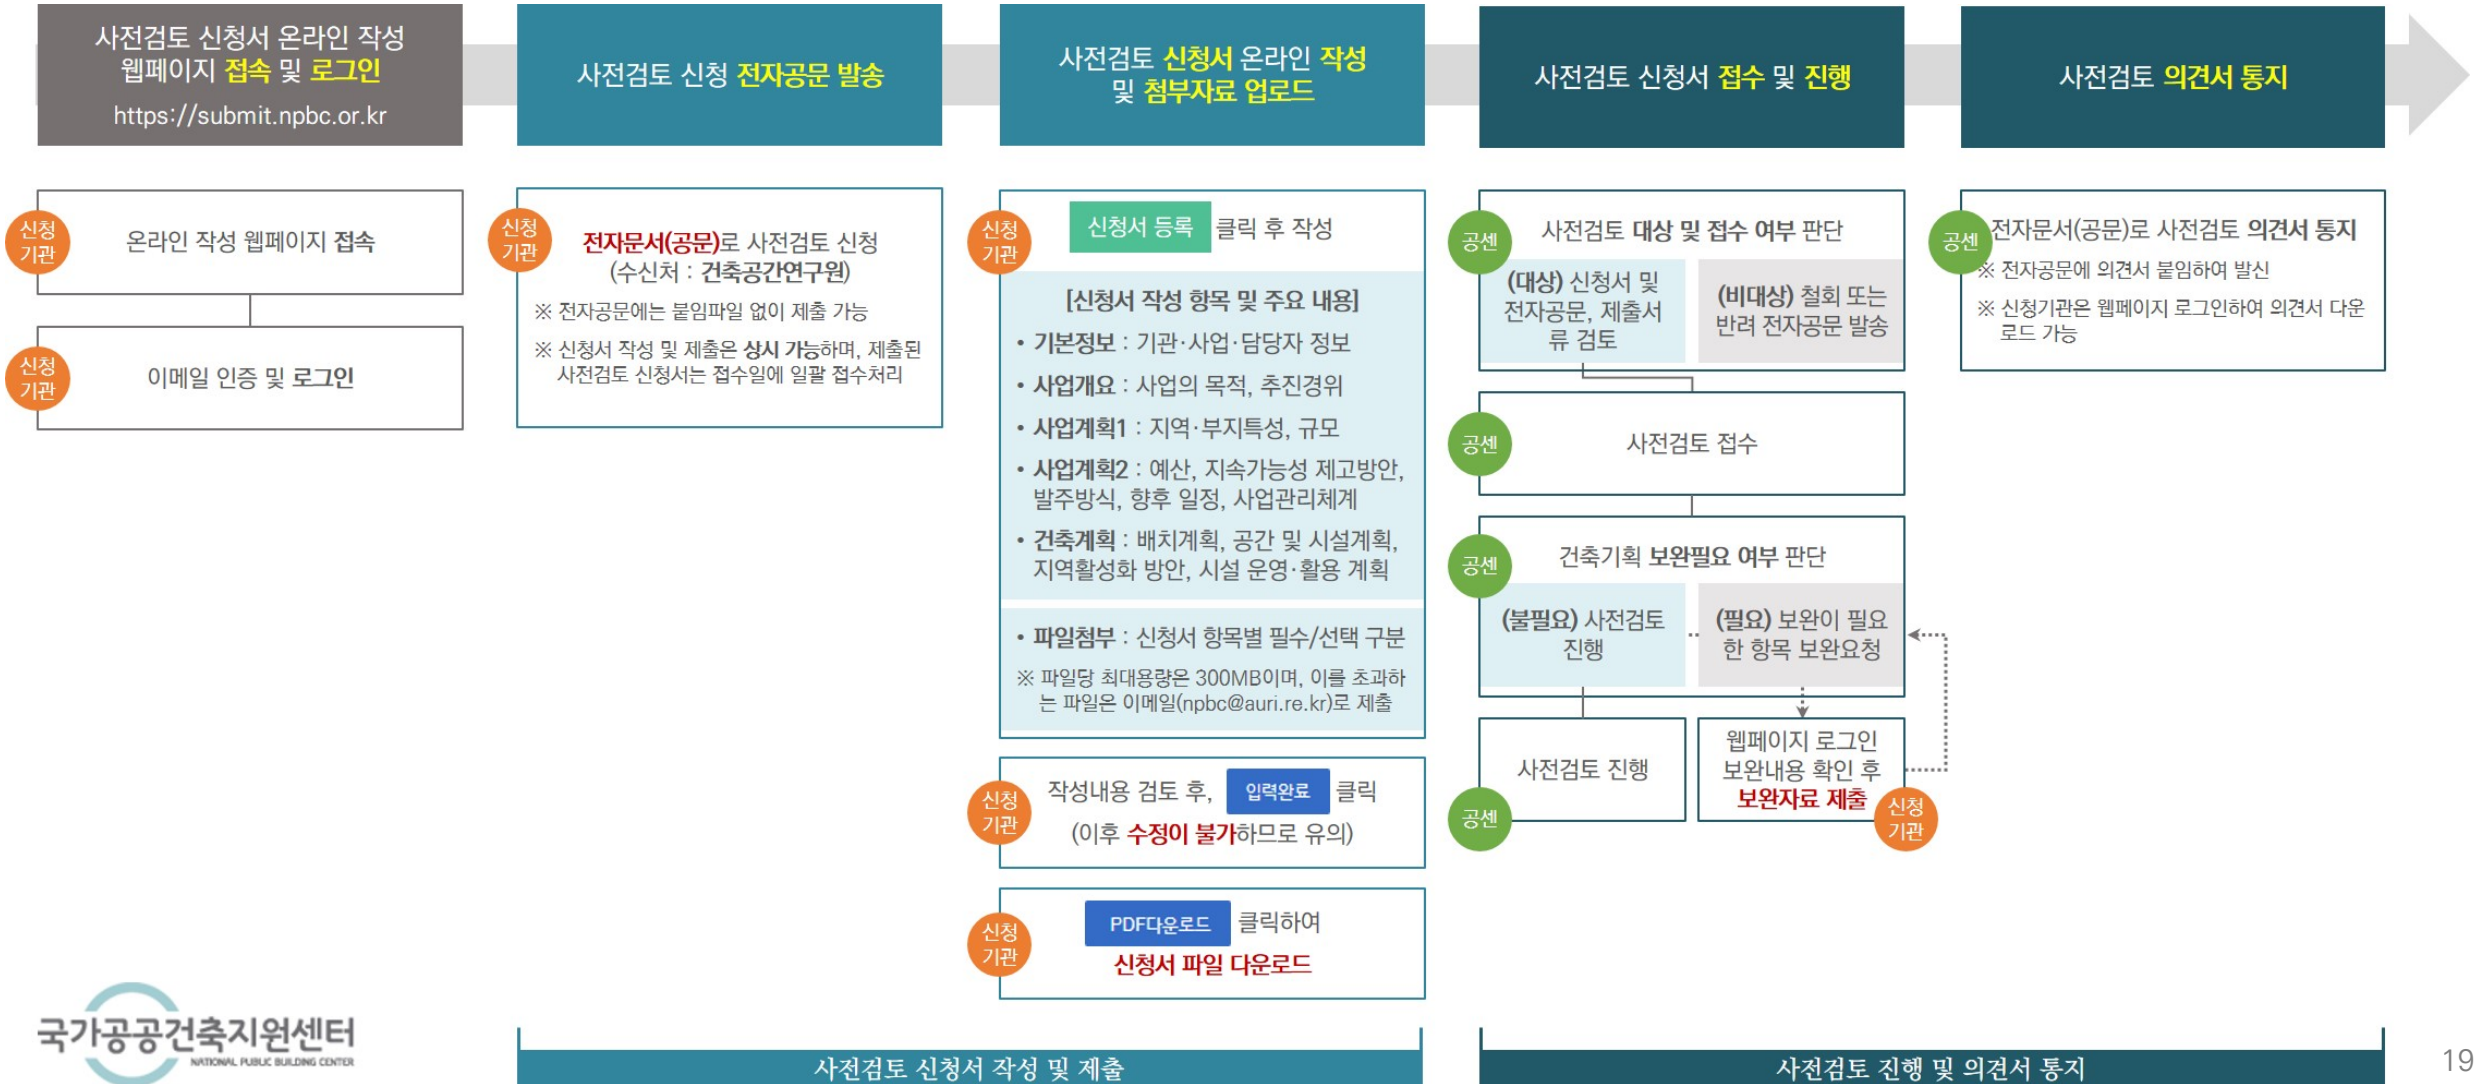 사전검토 신청서 온라인 작성
웹페이지 접속 및 로그인
https://submit.npbc.or.kr
사전검토 신청 전자공문 발송
사전검토 신청서 온라인 작성
및 첨부자료 업로드
사전검토 신청서 접수 및 진행
사전검토 의견서 통지
신청
기관
온라인 작성 웹페이지 접속
신청
기관
이메일 인증 및 로그인
신청
기관
전자문서(공문)로 사전검토 신청
(수신처 : 건축공간연구원)
※ 전자공문에는 붙임파일 없이 제출 가능
※ 신청서 작성 및 제출은 상시 가능하며, 제출된
사전검토 신청서는 접수일에 일괄 접수처리
신청
기관
신청서 등록 클릭 후 작성
[신청서 작성 항목 및 주요 내용]
• 기본정보 : 기관·사업·담당자 정보
• 사업개요 : 사업의 목적, 추진경위
• 사업계획1 : 지역·부지특성, 규모
• 사업계획2 : 예산, 지속가능성 제고방안,
발주방식, 향후 일정, 사업관리체계
• 건축계획 : 배치계획, 공간 및 시설계획,
지역활성화 방안, 시설 운영·활용 계획
• 파일첨부 : 신청서 항목별 필수/선택 구분
※ 파일당 최대용량은 300MB이며, 이를 초과하
는 파일은 이메일(npbc@auri.re.kr)로 제출
신청
기관
작성내용 검토 후, 입력완료 클릭
(이후 수정이 불가하므로 유의)
신청
기관
PDF다운로드 클릭하여
신청서 파일 다운로드
공센
사전검토 대상 및 접수 여부 판단
(대상) 신청서 및
전자공문, 제출서
류 검토
(비대상) 철회 또는
반려 전자공문 발송
공센
사전검토 접수
공센
건축기획 보완필요 여부 판단
(불필요) 사전검토
진행
(필요) 보완이 필요
한 항목 보완요청
공센
사전검토 진행
웹페이지 로그인
보완내용 확인 후
보완자료 제출
신청
기관
공센
전자문서(공문)로 사전검토 의견서 통지
※ 전자공문에 의견서 붙임하여 발신
※ 신청기관은 웹페이지 로그인하여 의견서 다운
로드 가능
국가공공건축지원센터
NATIONAL PUBLIC BUILDING CENTER
사전검토 신청서 작성 및 제출
사전검토 진행 및 의견서 통지
19